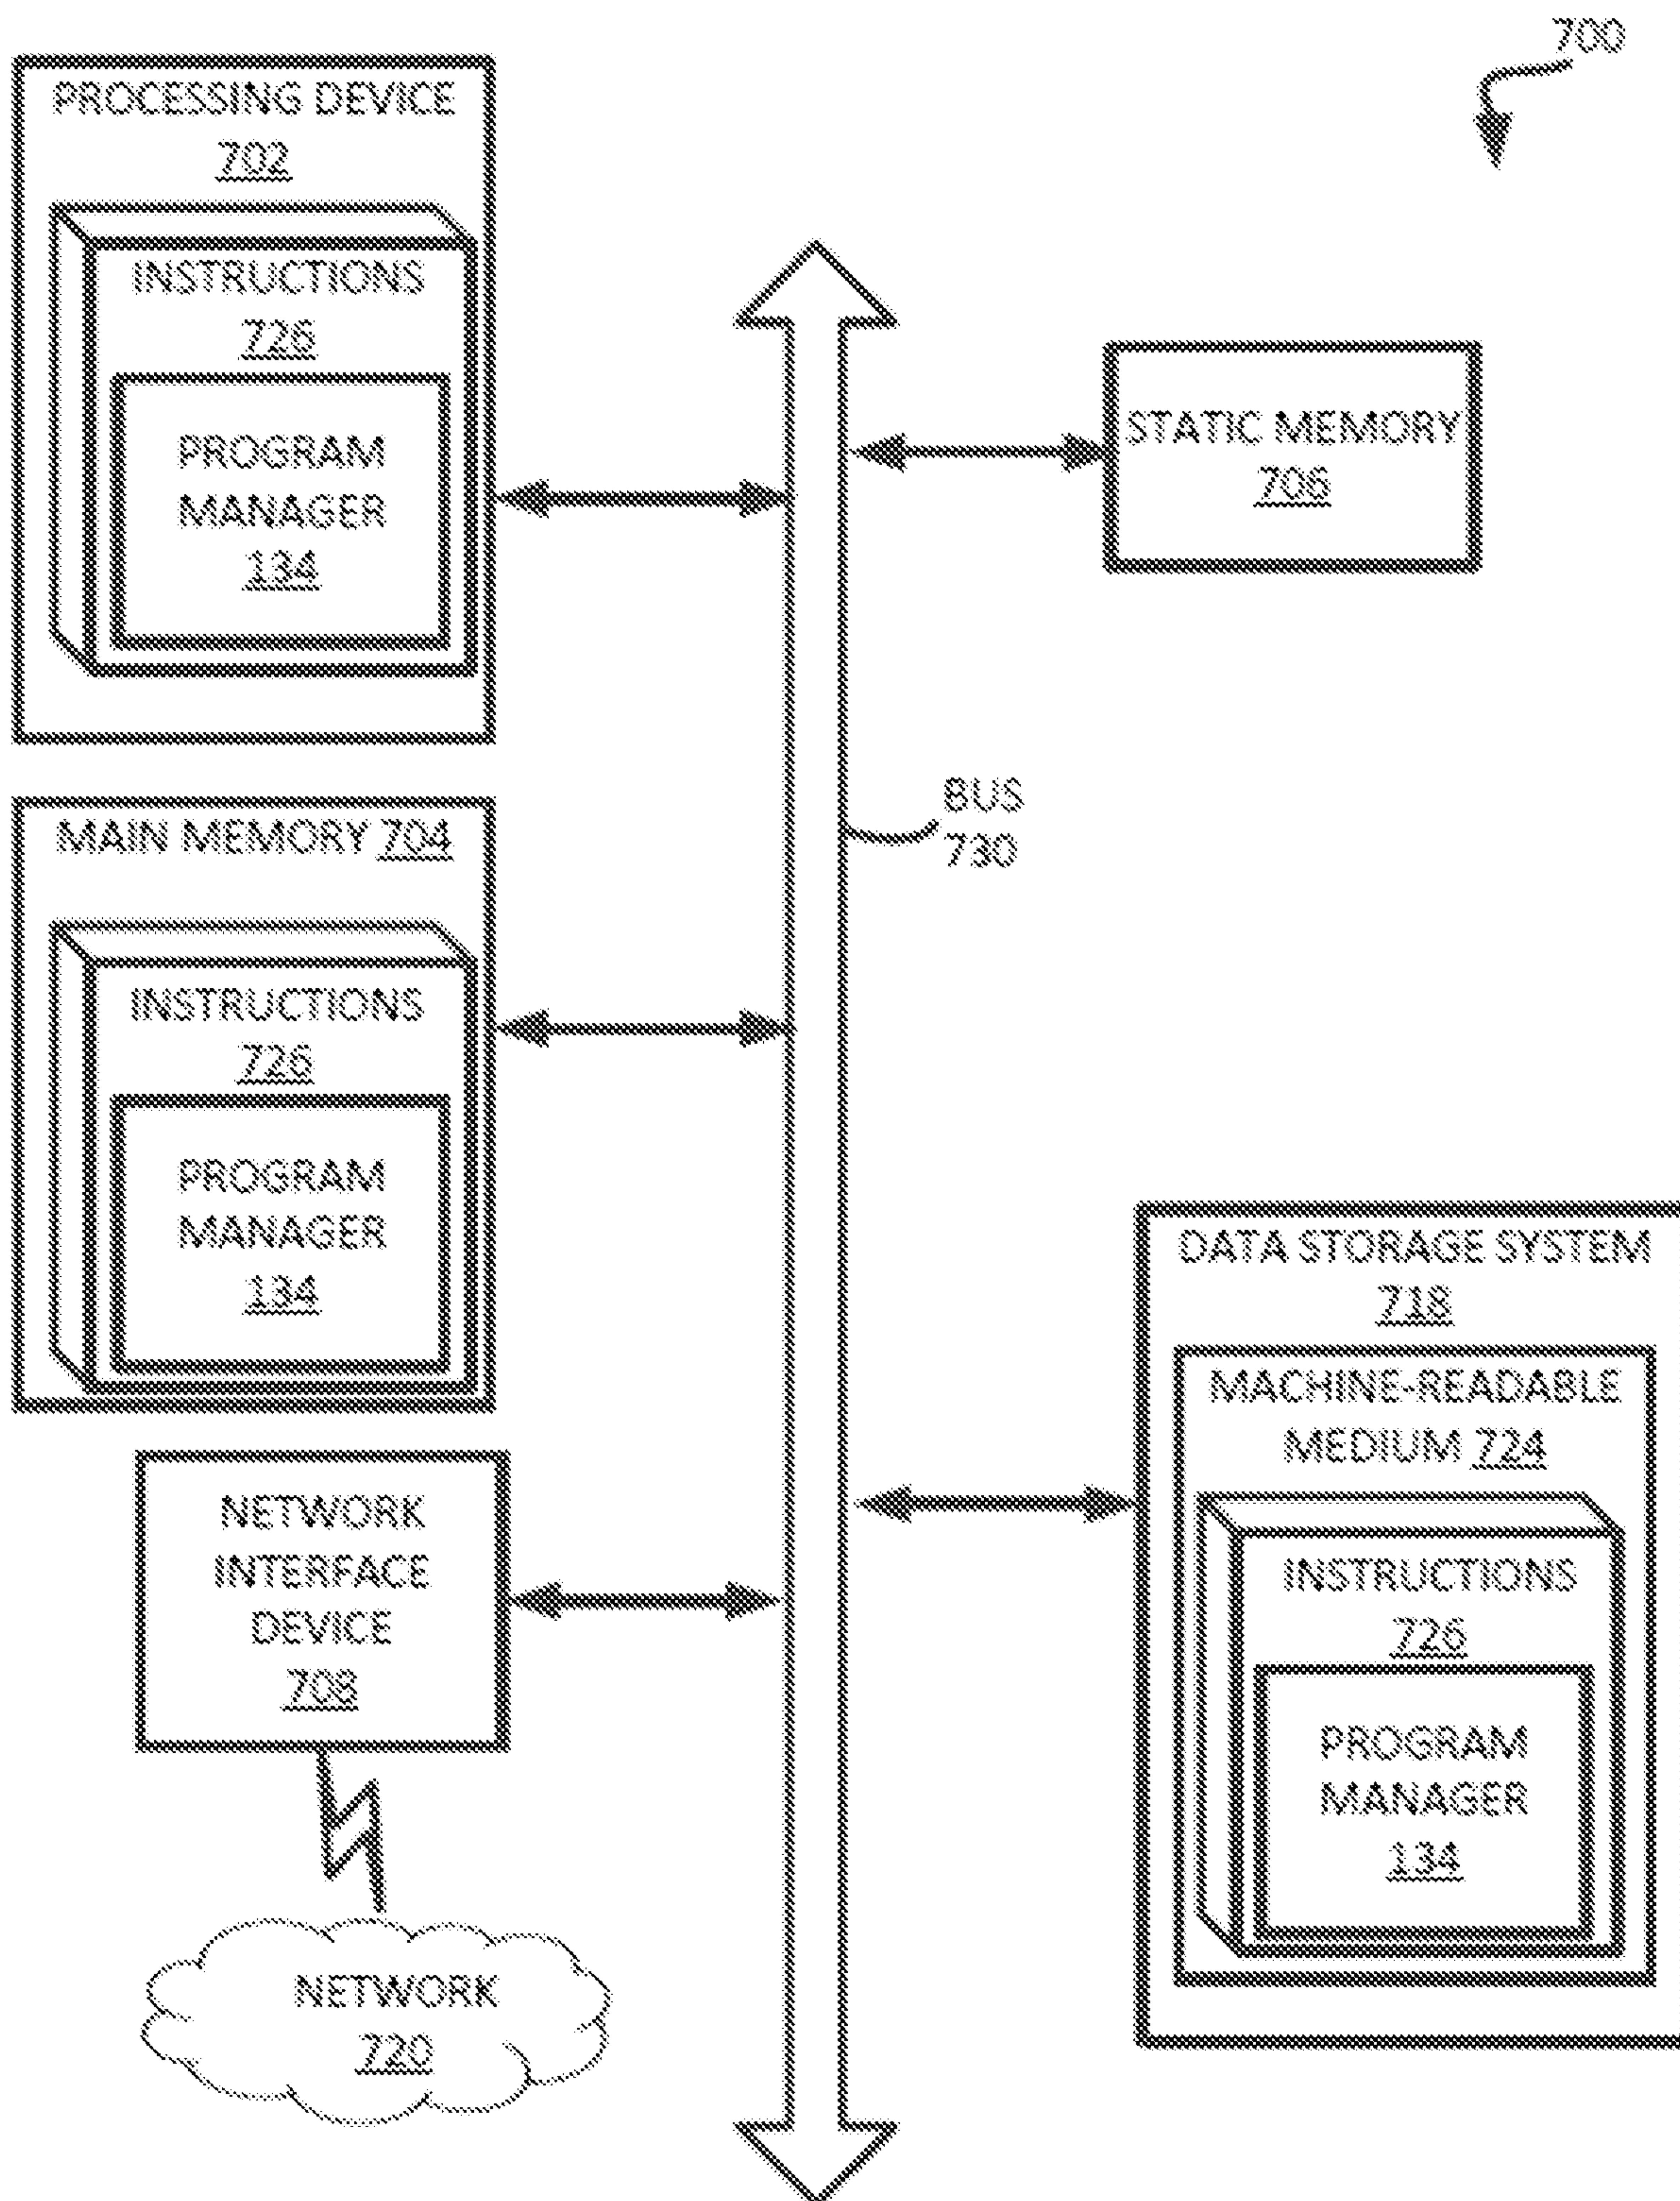 700
PROCESSING DEVICE
702
INSTRUCTIONS
726
PROGRAM
MANAGER
134
STATIC MEMORY
706
BUS
730
MAIN MEMORY 704
INSTRUCTIONS
726
PROGRAM
MANAGER
134
DATA STORAGE SYSTEM
718
MACHINE-READABLE
MEDIUM 724
INSTRUCTIONS
726
PROGRAM
MANAGER
134
NETWORK
INTERFACE
DEVICE
708
NETWORK
720